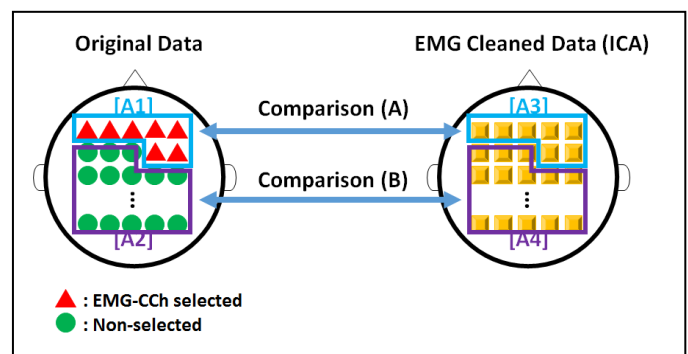 Original Data
EMG Cleaned Data (ICA)
[A1]
Comparison (A)
[A3]
Comparison (B)
[A2]
[A4]
: EMG-CCh selected
: Non-selected